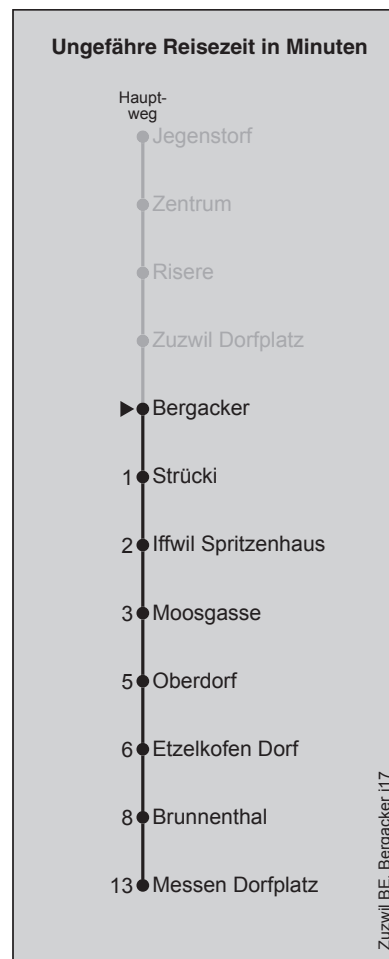 Ungefähre Reisezeit in Minuten
Haupt-
weg
Jegenstorf
Zentrum
Risere
Zuzwil Dorfplatz
Bergacker
1 Strücki
2 Iffwil Spritzenhaus
3 Moosgasse
5 Oberdorf
6 Etzelkofen Dorf
8 Brunnenthal
13 Messen Dorfplatz
Zuzwil BE, Bergacker j17